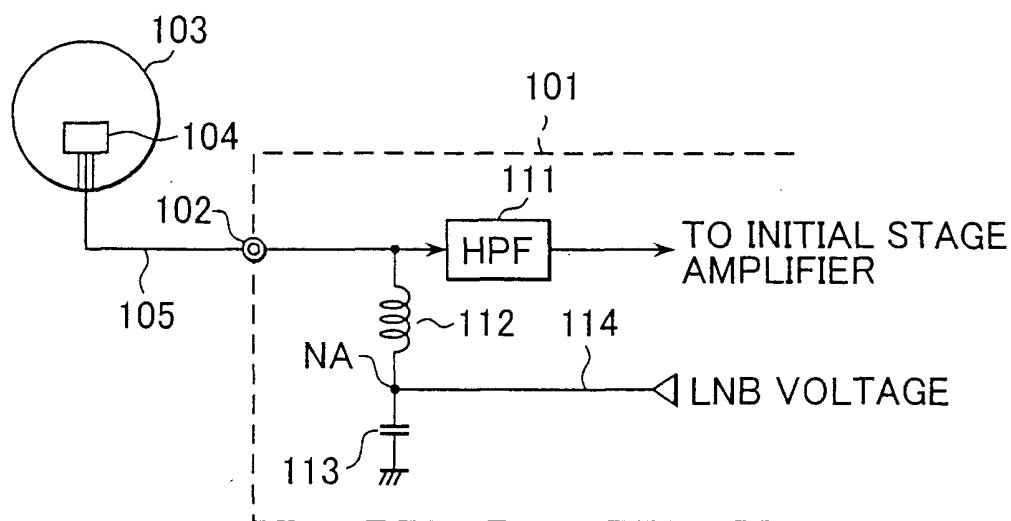 103
101
104
111
102
HPF
TO INITIAL STAGE
AMPLIFIER
105
112
114
NA
LNB VOLTAGE
113